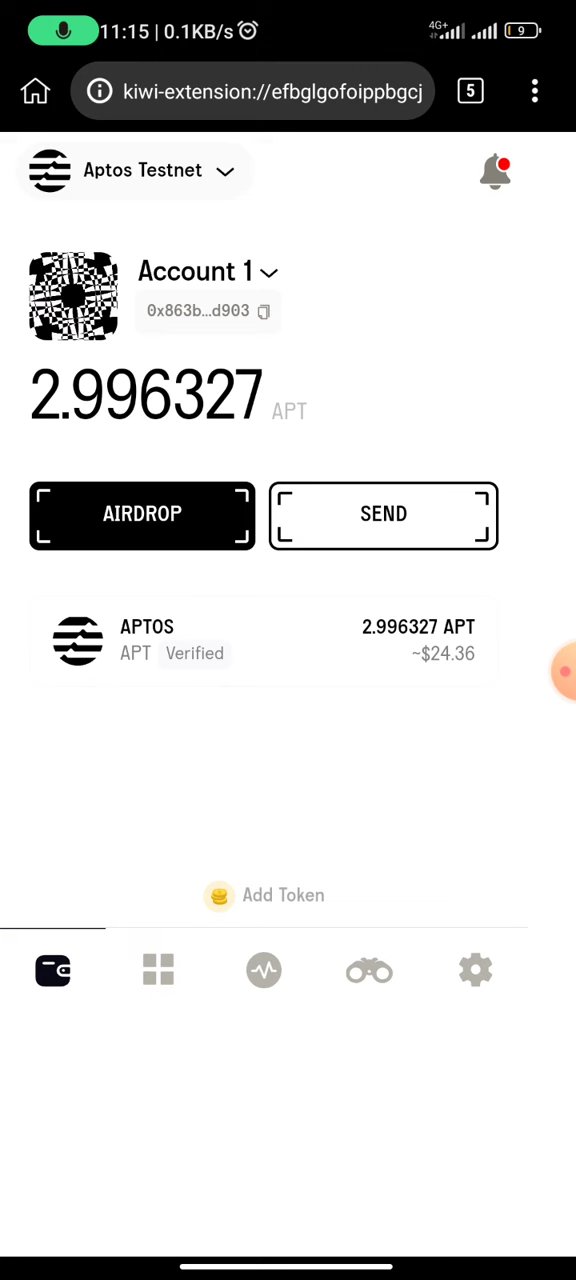 11:15 | 0.1KB/s
4G+
9
kiwi-extension://efbglgofoippbgcj
5
Aptos Testnet
Account 1
0x863b...d903
2.996327 APT
AIRDROP
SEND
APTOS
2.996327 APT
APT Verified
~$24.36
Add Token